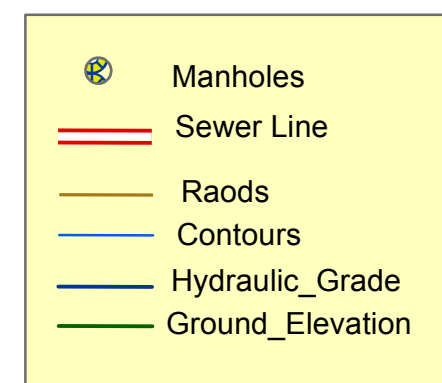 Manholes
Sewer Line
Raods
Contours
Hydraulic_Grade
Ground_Elevation